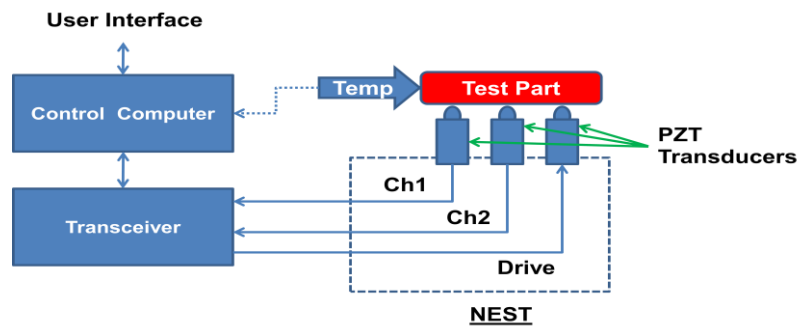 User Interface
Control Computer
Temp
Test Part
PZT
Transducers
Ch1
Transceiver
Ch2
Drive
NEST